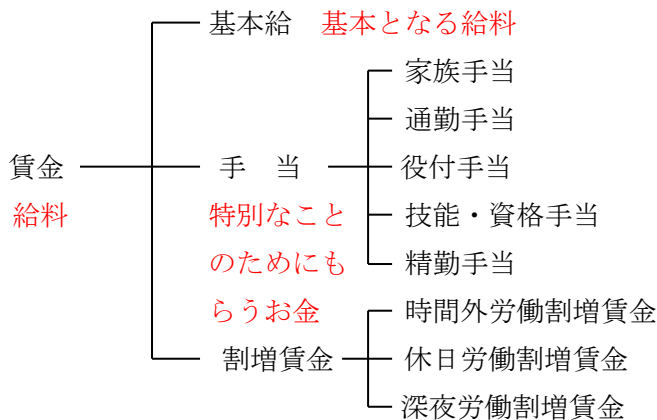 基本給 基本となる給料
家族手当
通勤手当
賃金 手 当 役付手当
給料 特別なこと 技能・資格手当
のためにも 精勤手当
らうお金 時間外労働割増賃金
割増賃金 休日労働割増賃金
深夜労働割増賃金